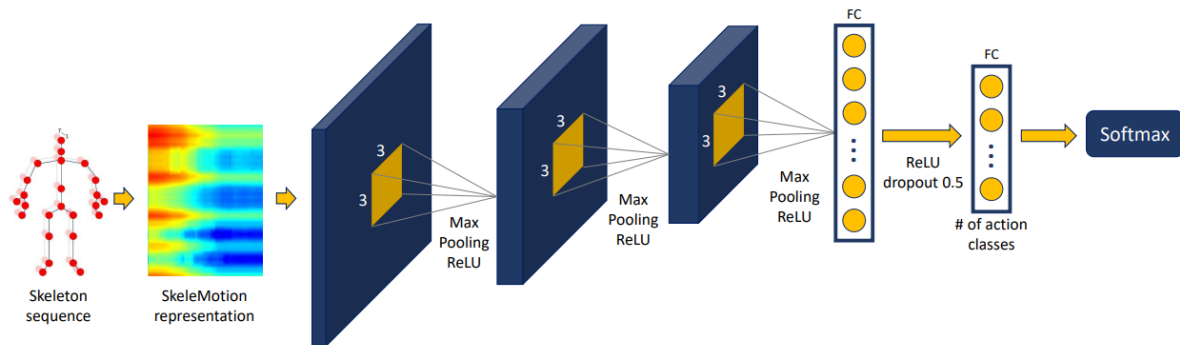 Skeleton
sequence
SkeleMotion
representation
3
3
Max
Pooling
ReLU
3
3
Max
Pooling
ReLU
3
3
Max
Pooling
ReLU
FC
ReLU
dropout 0.5
FC
# of action
classes
Softmax